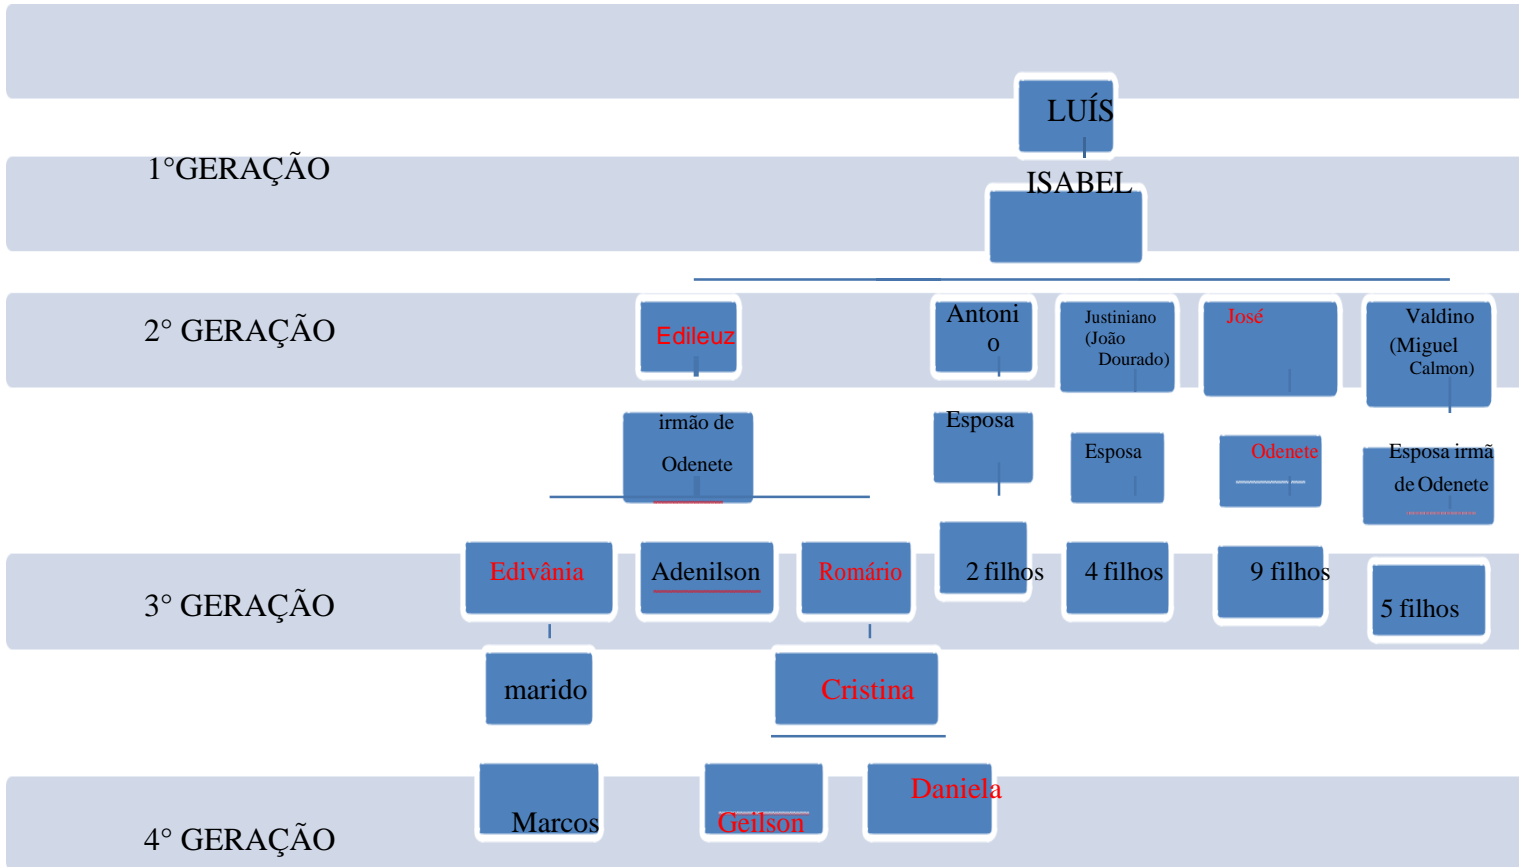 LUÍS
1°GERAÇÃO
ISABEL
2° GERAÇÃO
Edileuz
Antoni
o
Justiniano
(João
Dourado)
José
Valdino
(Miguel
Calmon)
irmão de
Odenete
Esposa
Esposa
Odenete
Esposa irmã
de Odenete
3° GERAÇÃO
Edivânia
Adenilson
Romário
2 filhos
4 filhos
9 filhos
5 filhos
marido
Cristina
4° GERAÇÃO
Marcos
Geilson
Daniela